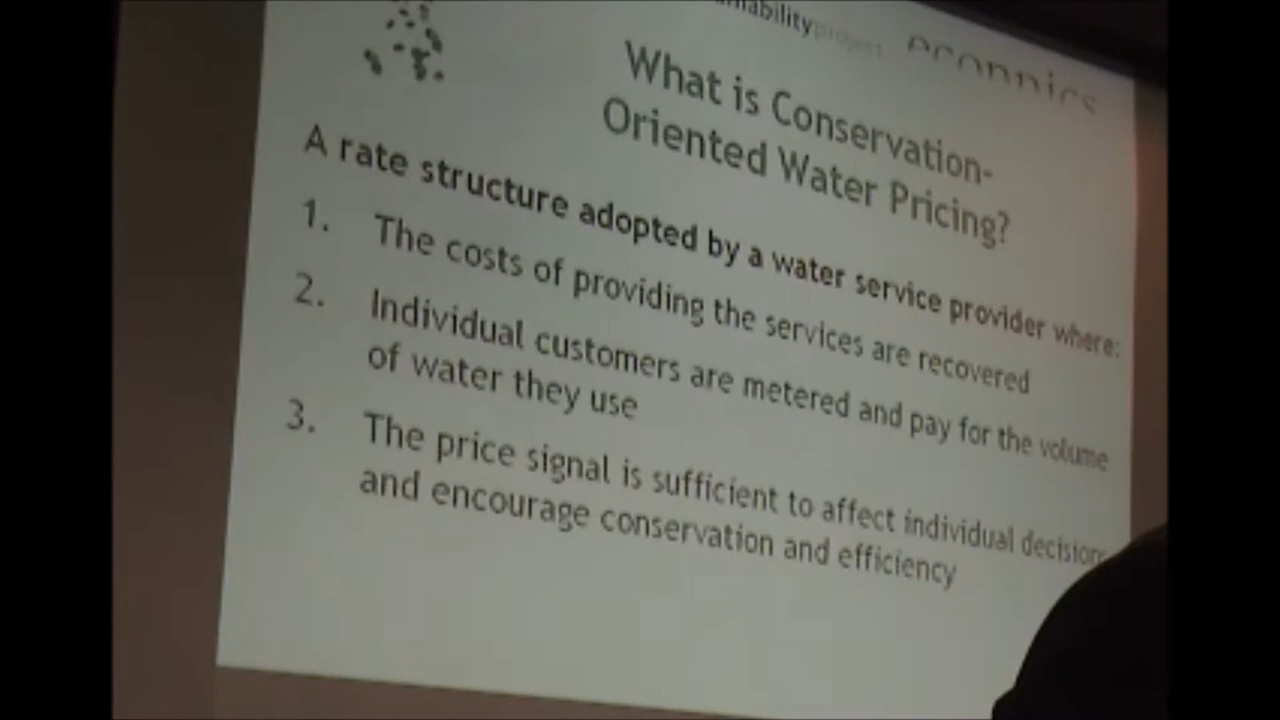 econnics
What is Conservation-
Oriented Water Pricing?
A rate structure adopted by a water service provider where:
1. The costs of providing the services are recovered
2. Individual customers are metered and pay for the volume
of water they use
3. The price signal is sufficient to affect individual decisions
and encourage conservation and efficiency